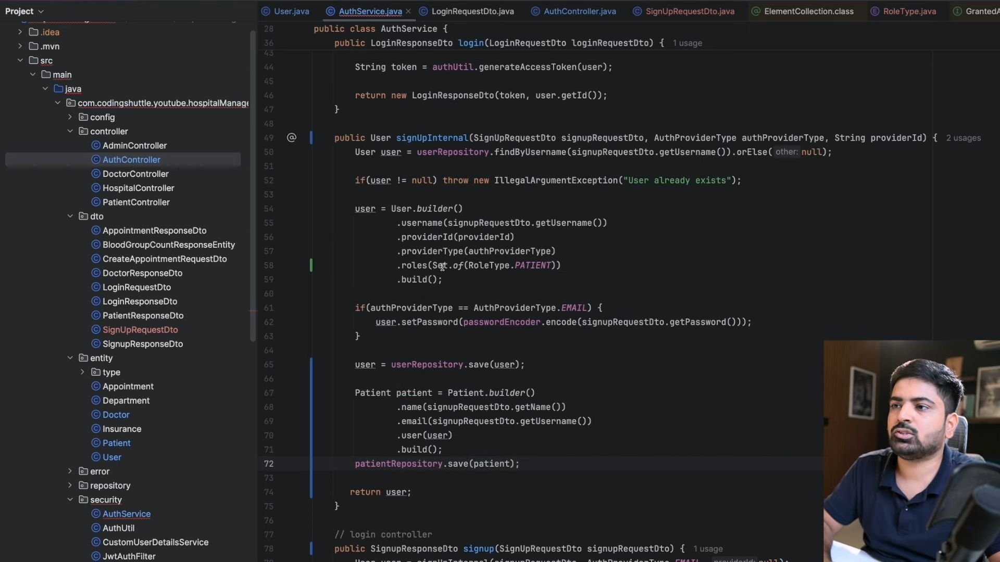 Project
User.java
AuthService.java
LoginRequestDto.java
AuthController.java
SignUpRequestDto.java
ElementCollection.class
RoleType.java
GrantedA
.idea
.mvn
src
main
java
com.codingshuttle.youtube.hospitalManage
config
controller
AdminController
AuthController
DoctorController
HospitalController
PatientController
dto
AppointmentResponseDto
BloodGroupCountResponseEntity
CreateAppointmentRequestDto
DoctorResponseDto
LoginRequestDto
LoginResponseDto
PatientResponseDto
SignUpRequestDto
SignupResponseDto
entity
type
Appointment
Department
Doctor
Insurance
Patient
User
error
repository
security
AuthService
AuthUtil
CustomUserDetailsService
JwtAuthFilter
28 public class AuthService {
36 public LoginResponseDto login(LoginRequestDto loginRequestDto) { 1 usage
43
44 String token = authUtil.generateAccessToken(user);
45
46 return new LoginResponseDto(token, user.getId());
47 }
48
49 @ public User signUpInternal(SignUpRequestDto signupRequestDto, AuthProviderType authProviderType, String providerId) { 2 usages
50 User user = userRepository.findByUsername(signupRequestDto.getUsername()).orElse( other: null);
51
52 if(user != null) throw new IllegalArgumentException("User already exists");
53
54 user = User.builder()
55 .username(signupRequestDto.getUsername())
56 .providerId(providerId)
57 .providerType(authProviderType)
58 .roles(Set.of(RoleType.PATIENT))
59 .build();
60
61 if(authProviderType == AuthProviderType.EMAIL) {
62 user.setPassword(passwordEncoder.encode(signupRequestDto.getPassword()));
63 }
64
65 user = userRepository.save(user);
66
67 Patient patient = Patient.builder()
68 .name(signupRequestDto.getName())
69 .email(signupRequestDto.getUsername())
70 .user(user)
71 .build();
72 patientRepository.save(patient);
73
74 return user;
75 }
76
77 // login controller
78 public SignupResponseDto signup(SignUpRequestDto signupRequestDto) { 1 usage